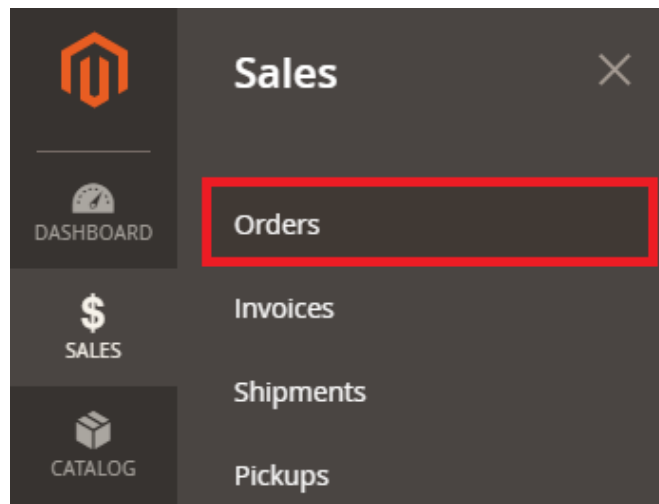 Sales
DASHBOARD
Orders
SALES
Invoices
Shipments
CATALOG
Pickups